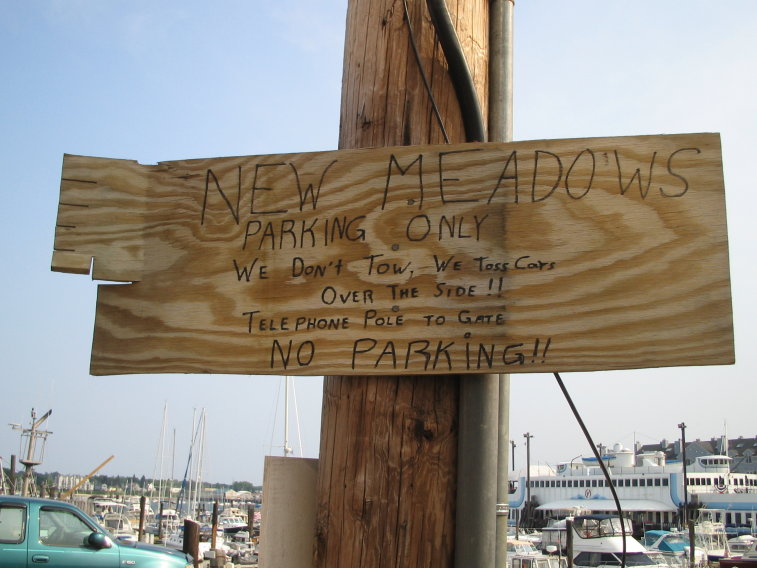 NEW MEADOWS
PARKING ONLY
WE DON'T TOW, WE TOSS Cars
OVER THE SIDE !!
TELEPHONE POLE TO GATE
NO PARKING!!
F-150